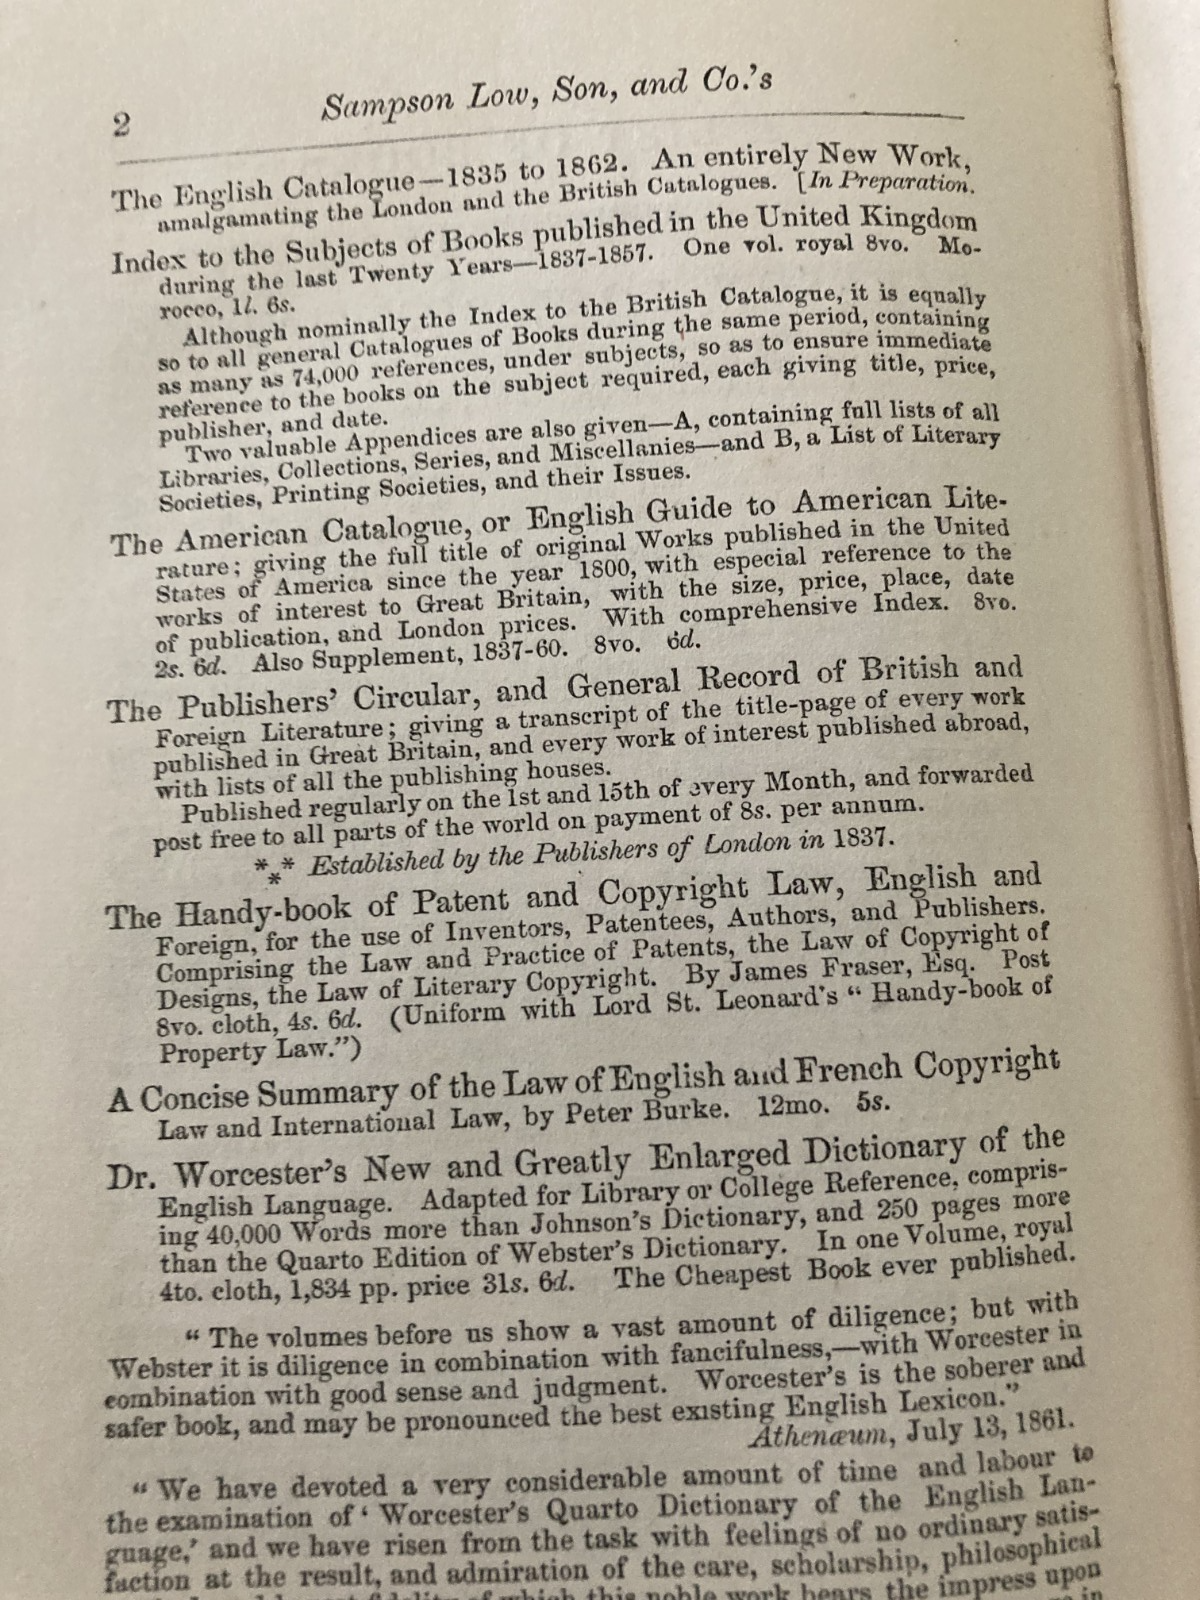 2
Sampson Low, Son, and Co.'s
The English Catalogue—1835 to 1862. An entirely New Work,
amalgamating the London and the British Catalogues. [In Preparation.
Index to the Subjects of Books published in the United Kingdom
during the last Twenty Years—1837-1857. One vol. royal 8vo. Mo-
rocco, 1l. 6s.
Although nominally the Index to the British Catalogue, it is equally
so to all general Catalogues of Books during the same period, containing
as many as 74,000 references, under subjects, so as to ensure immediate
reference to the books on the subject required, each giving title, price,
publisher, and date.
Two valuable Appendices are also given—A, containing full lists of all
Libraries, Collections, Series, and Miscellanies—and B, a List of Literary
Societies, Printing Societies, and their Issues.
The American Catalogue, or English Guide to American Lite-
rature; giving the full title of original Works published in the United
States of America since the year 1800, with especial reference to the
works of interest to Great Britain, with the size, price, place, date
of publication, and London prices. With comprehensive Index. 8vo.
2s. 6d. Also Supplement, 1837-60. 8vo. 6d.
The Publishers' Circular, and General Record of British and
Foreign Literature; giving a transcript of the title-page of every work
published in Great Britain, and every work of interest published abroad,
with lists of all the publishing houses.
Published regularly on the 1st and 15th of every Month, and forwarded
post free to all parts of the world on payment of 8s. per annum.
*** Established by the Publishers of London in 1837.
The Handy-book of Patent and Copyright Law, English and
Foreign, for the use of Inventors, Patentees, Authors, and Publishers.
Comprising the Law and Practice of Patents, the Law of Copyright of
Designs, the Law of Literary Copyright. By James Fraser, Esq. Post
8vo. cloth, 4s. 6d. (Uniform with Lord St. Leonard's “ Handy-book of
Property Law.”)
A Concise Summary of the Law of English and French Copyright
Law and International Law, by Peter Burke. 12mo. 5s.
Dr. Worcester's New and Greatly Enlarged Dictionary of the
English Language. Adapted for Library or College Reference, compris-
ing 40,000 Words more than Johnson's Dictionary, and 250 pages more
than the Quarto Edition of Webster's Dictionary. In one Volume, royal
4to. cloth, 1,834 pp. price 31s. 6d. The Cheapest Book ever published.
“ The volumes before us show a vast amount of diligence; but with
Webster it is diligence in combination with fancifulness,—with Worcester in
combination with good sense and judgment. Worcester's is the soberer and
safer book, and may be pronounced the best existing English Lexicon.”
Athenæum, July 13, 1861.
“ We have devoted a very considerable amount of time and labour to
the examination of ‘ Worcester's Quarto Dictionary of the English Lan-
guage,’ and we have risen from the task with feelings of no ordinary satis-
faction at the result, and admiration of the care, scholarship, philosophical
of which this noble work bears the impress upon
in